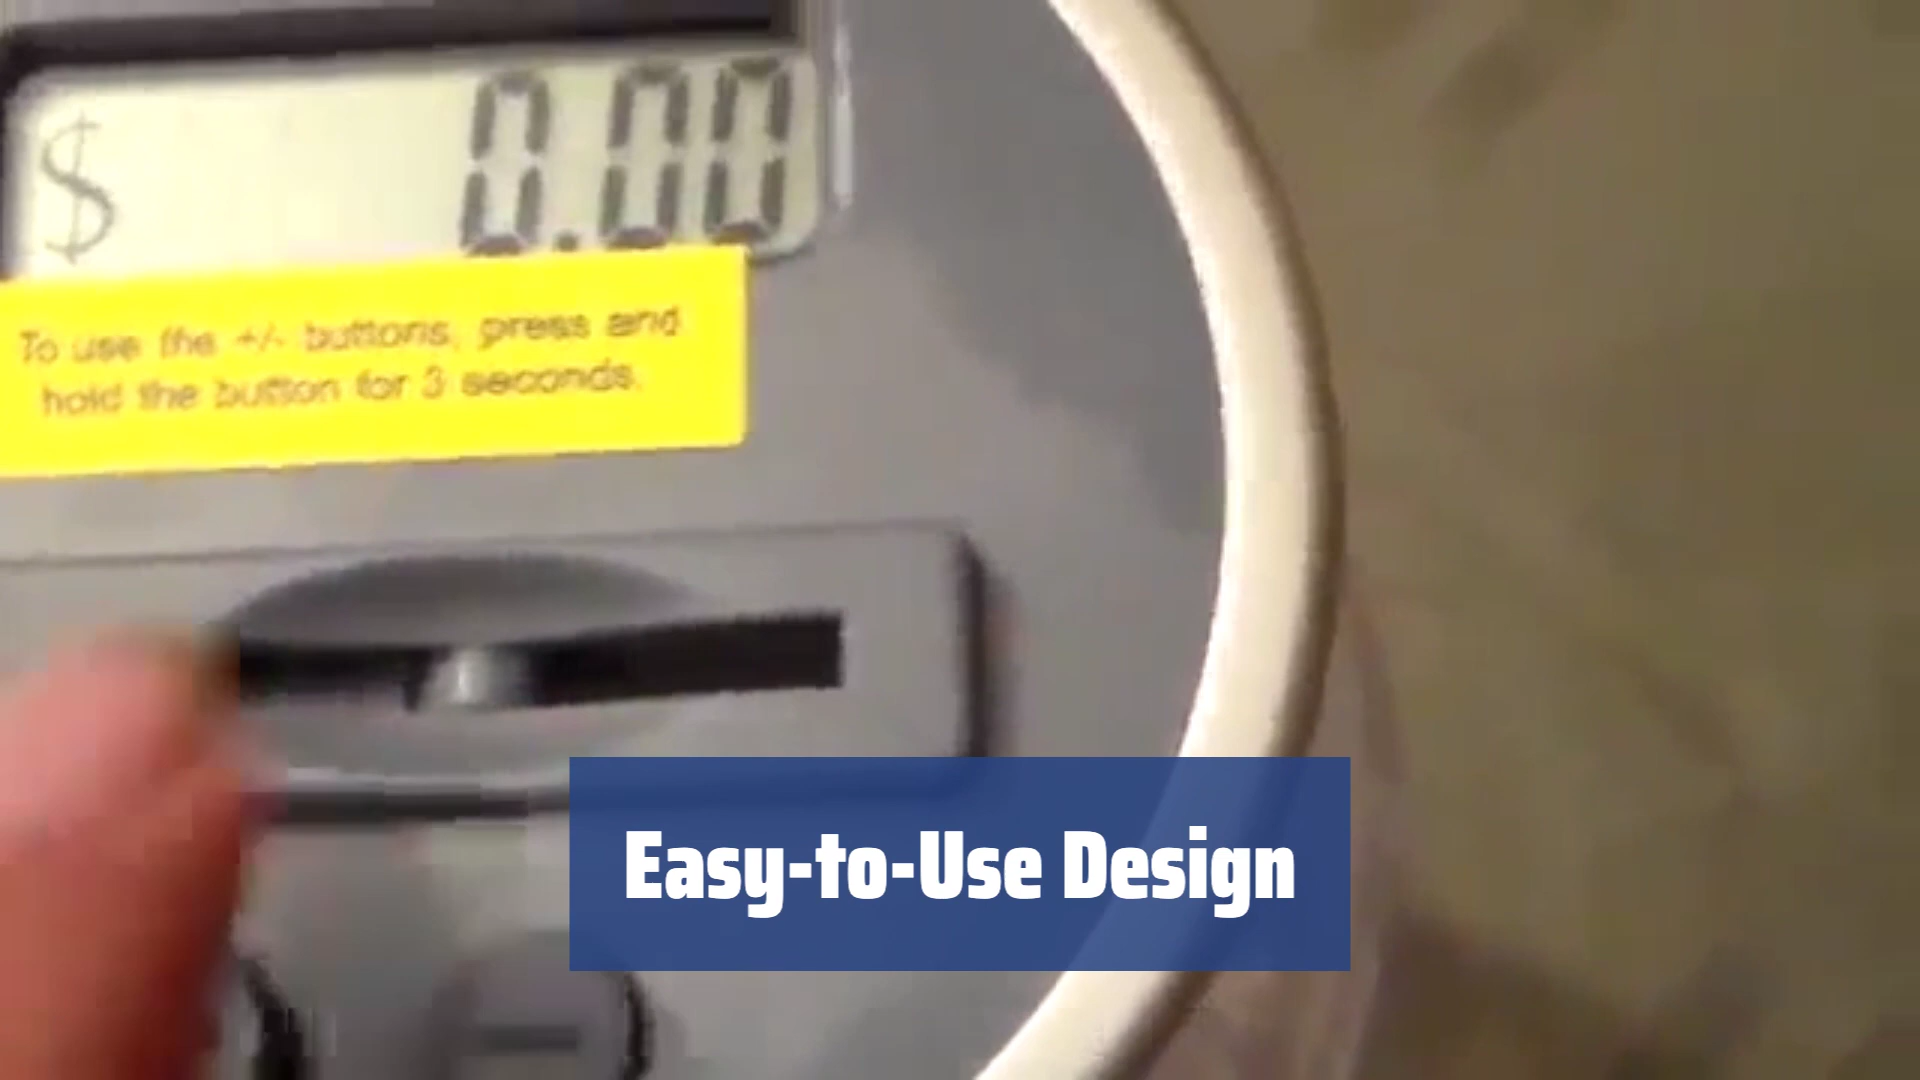 $ 0.00
To use the +/- buttons, press and
hold the button for 3 seconds.
Easy-to-Use Design